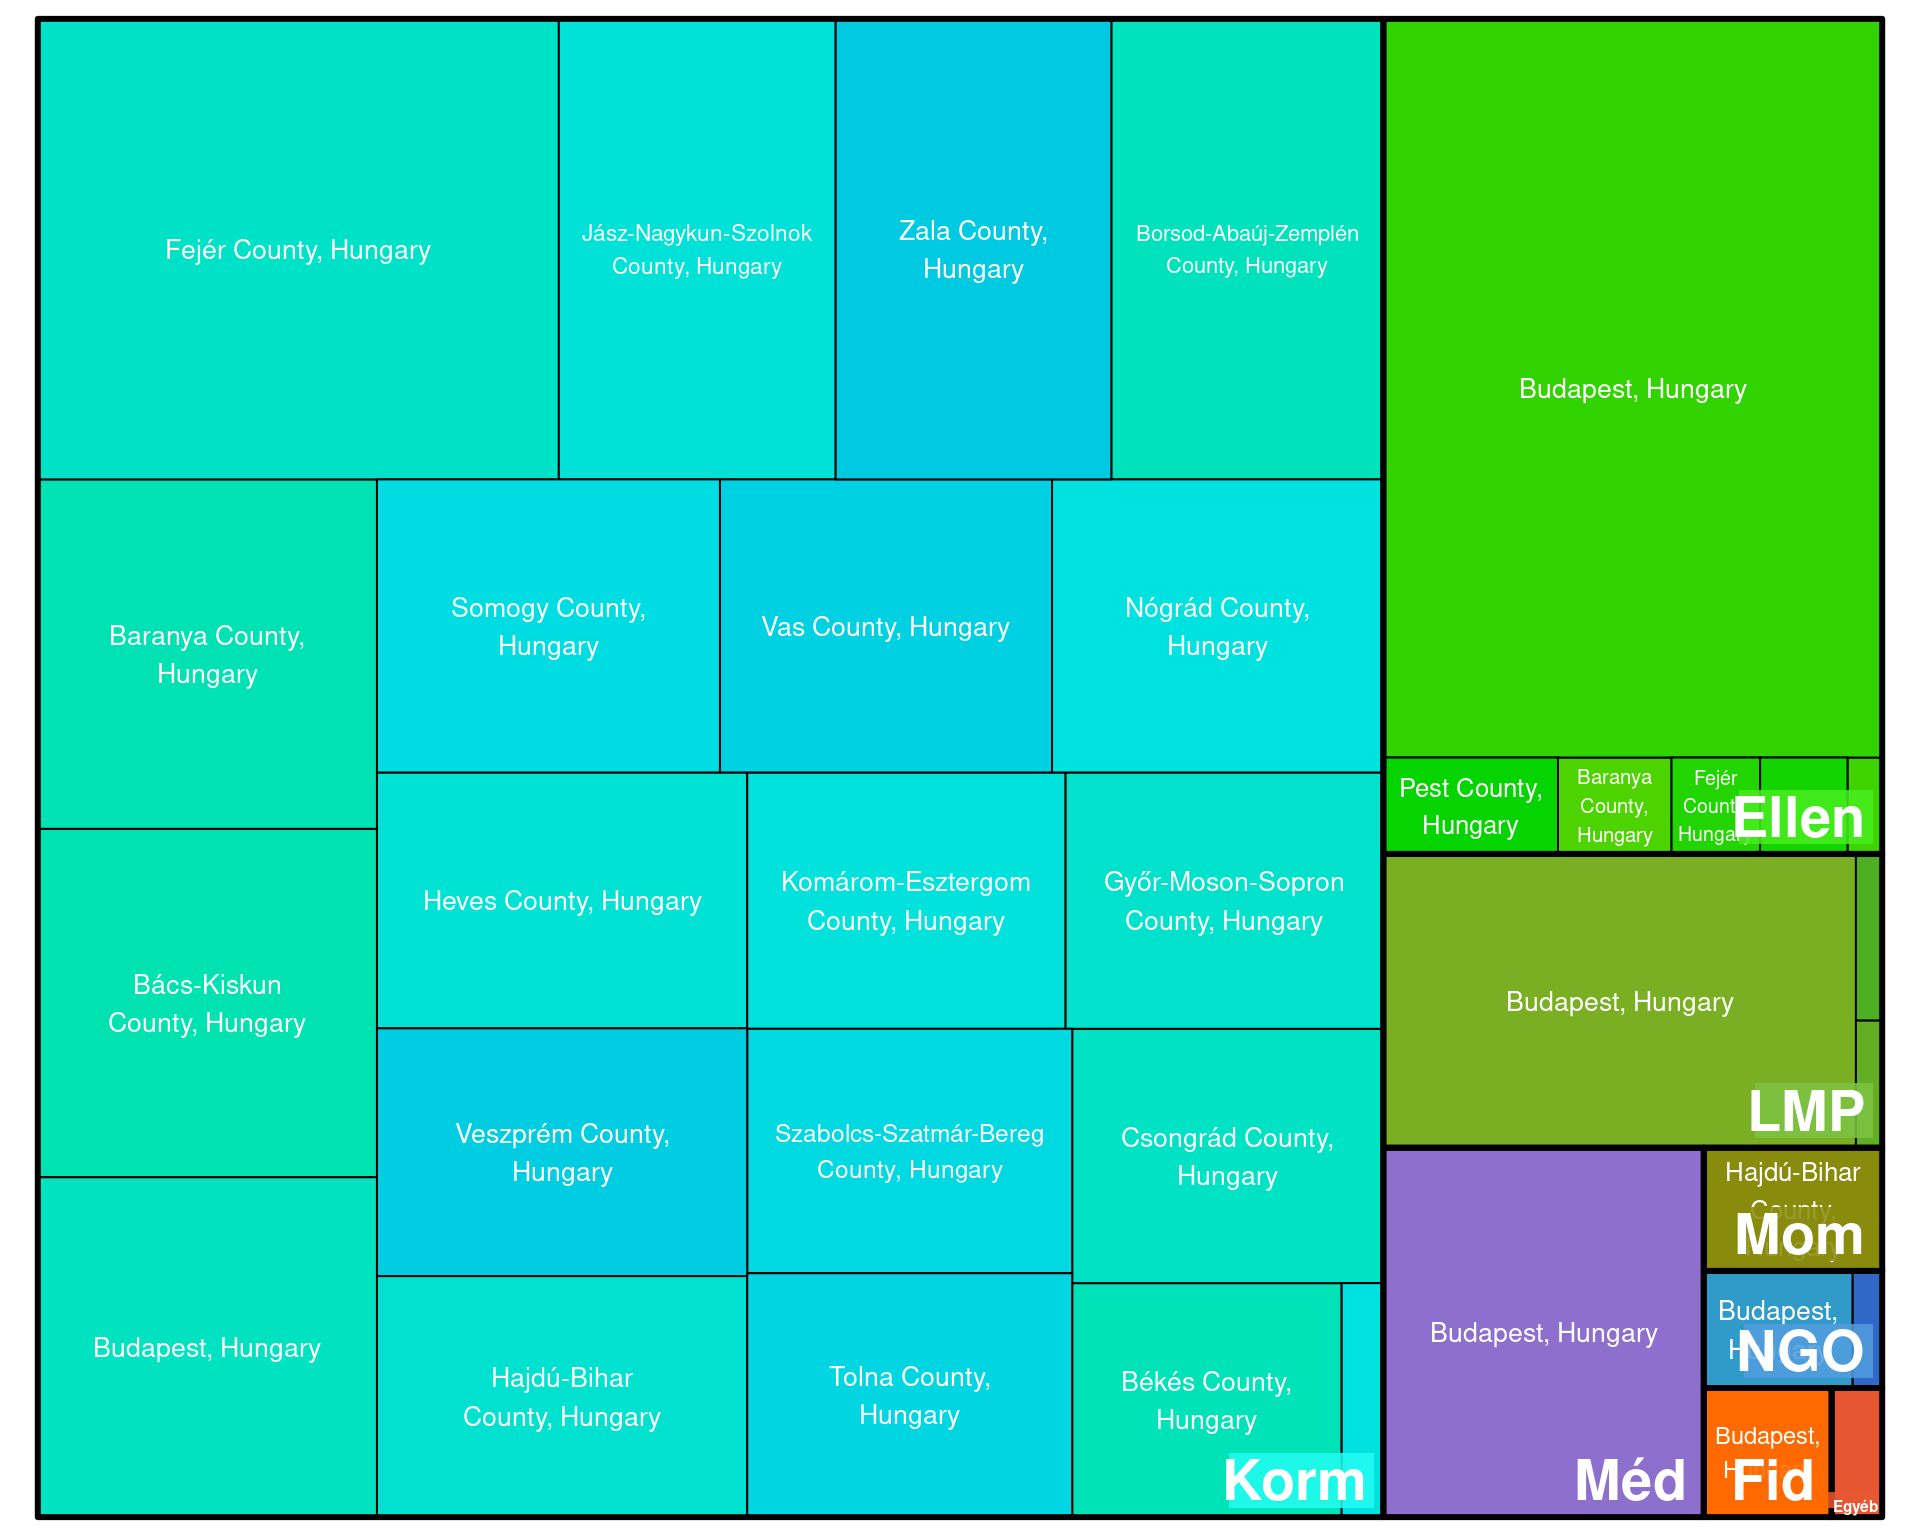 Fejér County, Hungary
Jász-Nagykun-Szolnok
County, Hungary
Zala County,
Hungary
Borsod-Abaúj-Zemplén
County, Hungary
Baranya County,
Hungary
Somogy County,
Hungary
Vas County, Hungary
Nógrád County,
Hungary
Bács-Kiskun
County, Hungary
Heves County, Hungary
Komárom-Esztergom
County, Hungary
Győr-Moson-Sopron
County, Hungary
Veszprém County,
Hungary
Szabolcs-Szatmár-Bereg
County, Hungary
Csongrád County,
Hungary
Budapest, Hungary
Hajdú-Bihar
County, Hungary
Tolna County,
Hungary
Békés County,
Hungary
Korm
Budapest, Hungary
Pest County,
Hungary
Baranya
County,
Hungary
Fejér
County,
Hungary
Ellen
Budapest, Hungary
LMP
Budapest, Hungary
Méd
Hajdú-Bihar
County,
Mom
Budapest,
NGO
Budapest,
Fid
Egyéb